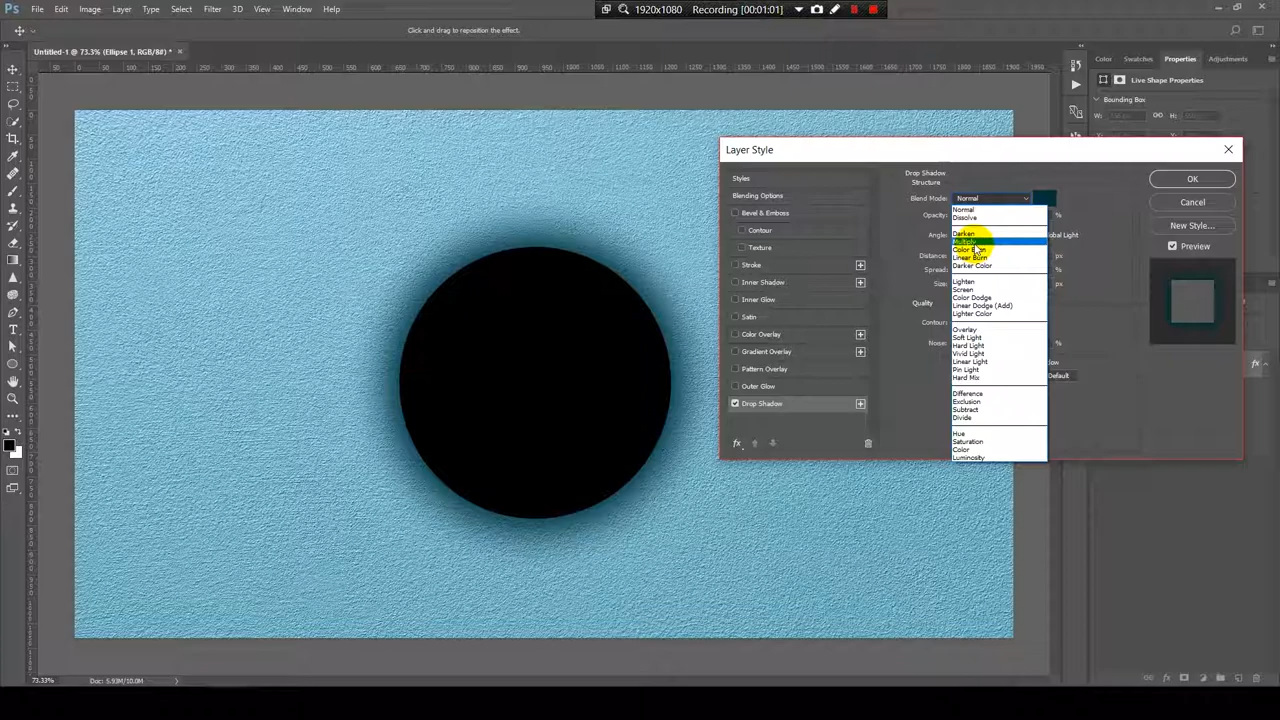 Ps File Edit Image Layer Type Select Filter 3D View Window Help
1920x1080 Recording [00:01:01]
Click and drag to reposition the effect.
Untitled-1 @ 73.3% (Ellipse 1, RGB/8#) * ×
Color Swatches Properties Adjustments
Live Shape Properties
Bounding Box
W: H:
Layer Style
Styles
Blending Options
Bevel & Emboss
Contour
Texture
Stroke
Inner Shadow
Inner Glow
Satin
Color Overlay
Gradient Overlay
Pattern Overlay
Outer Glow
Drop Shadow
fx
Drop Shadow
Structure
Blend Mode: Normal
Opacity: %
Angle: obal Light
Distance: px
Spread: %
Size: px
Quality
Contour:
Noise: %
ow
Default
Normal
Dissolve
Darken
Multiply
Color Burn
Linear Burn
Darker Color
Lighten
Screen
Color Dodge
Linear Dodge (Add)
Lighter Color
Overlay
Soft Light
Hard Light
Vivid Light
Linear Light
Pin Light
Hard Mix
Difference
Exclusion
Subtract
Divide
Hue
Saturation
Color
Luminosity
OK
Cancel
New Style...
Preview
fx
73.33% Doc: 5.93M/10.0M